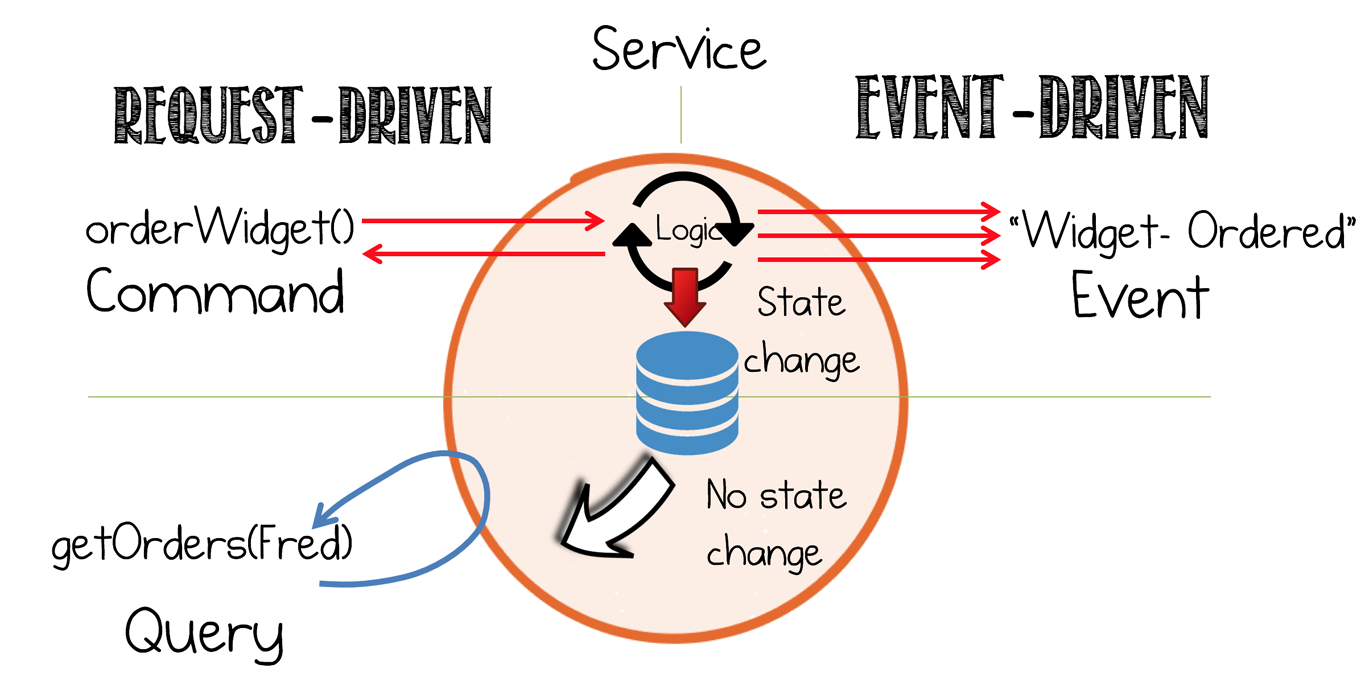 Service
REQUEST-DRIVEN
EVENT-DRIVEN
orderWidget()
Command
Logic
"Widget- Ordered"
Event
State
change
getOrders(Fred)
Query
No state
change